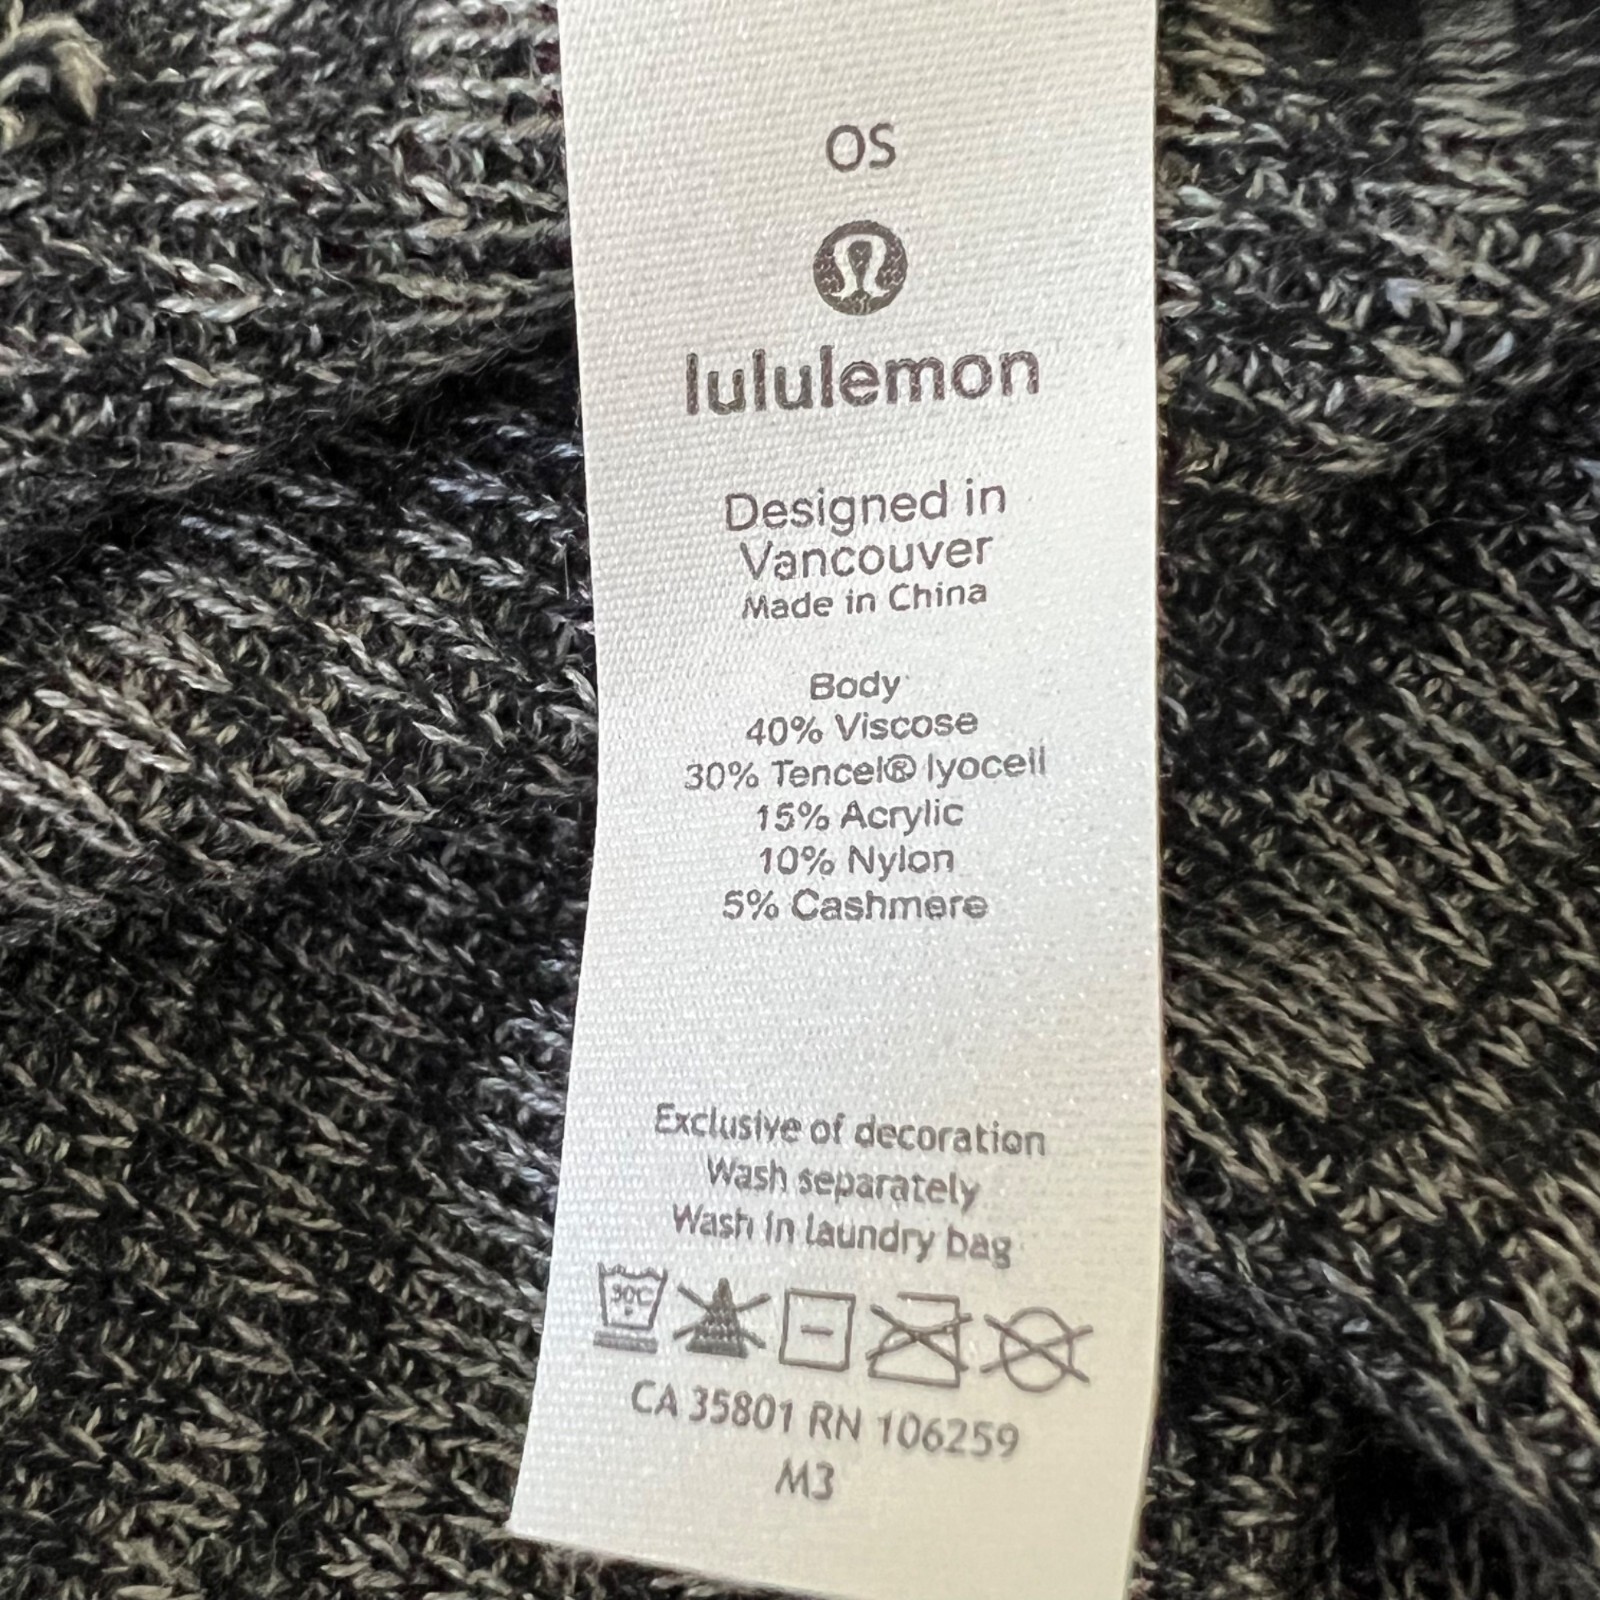 OS
lululemon
Designed in
Vancouver
Made in China
Body
40% Viscose
30% Tencel® lyocell
15% Acrylic
10% Nylon
5% Cashmere
Exclusive of decoration
Wash separately
Wash in laundry bag
30C
CA 35801 RN 106259
M3